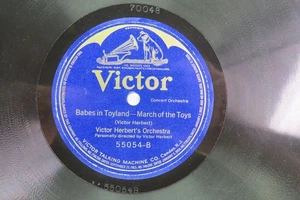 70048
Victor
Concert Orchestra
Babes in Toyland—March of the Toys
(Victor Herbert)
Victor Herbert's Orchestra
Personally directed by Victor Herbert
55054-B
VICTOR TALKING MACHINE CO. Camden, N.J.